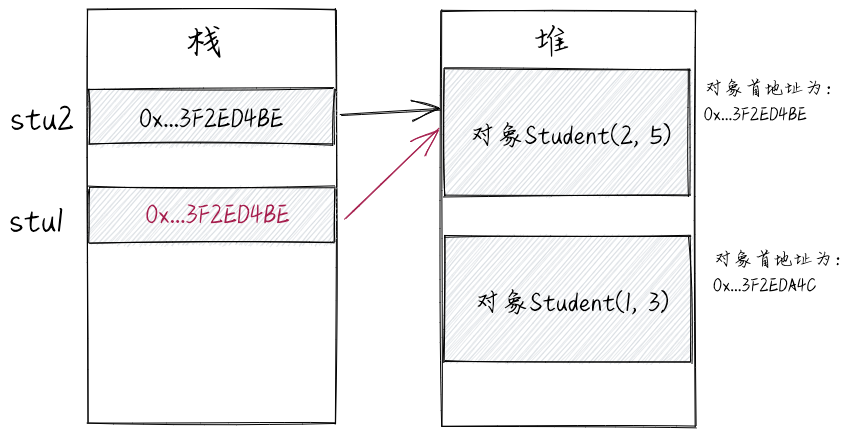 栈
堆
stu2
0x...3F2ED4BE
对象Student(2, 5)
对象首地址为:
0x...3F2ED4BE
stu1
0x...3F2ED4BE
对象Student(1, 3)
对象首地址为:
0x...3F2EDA4C